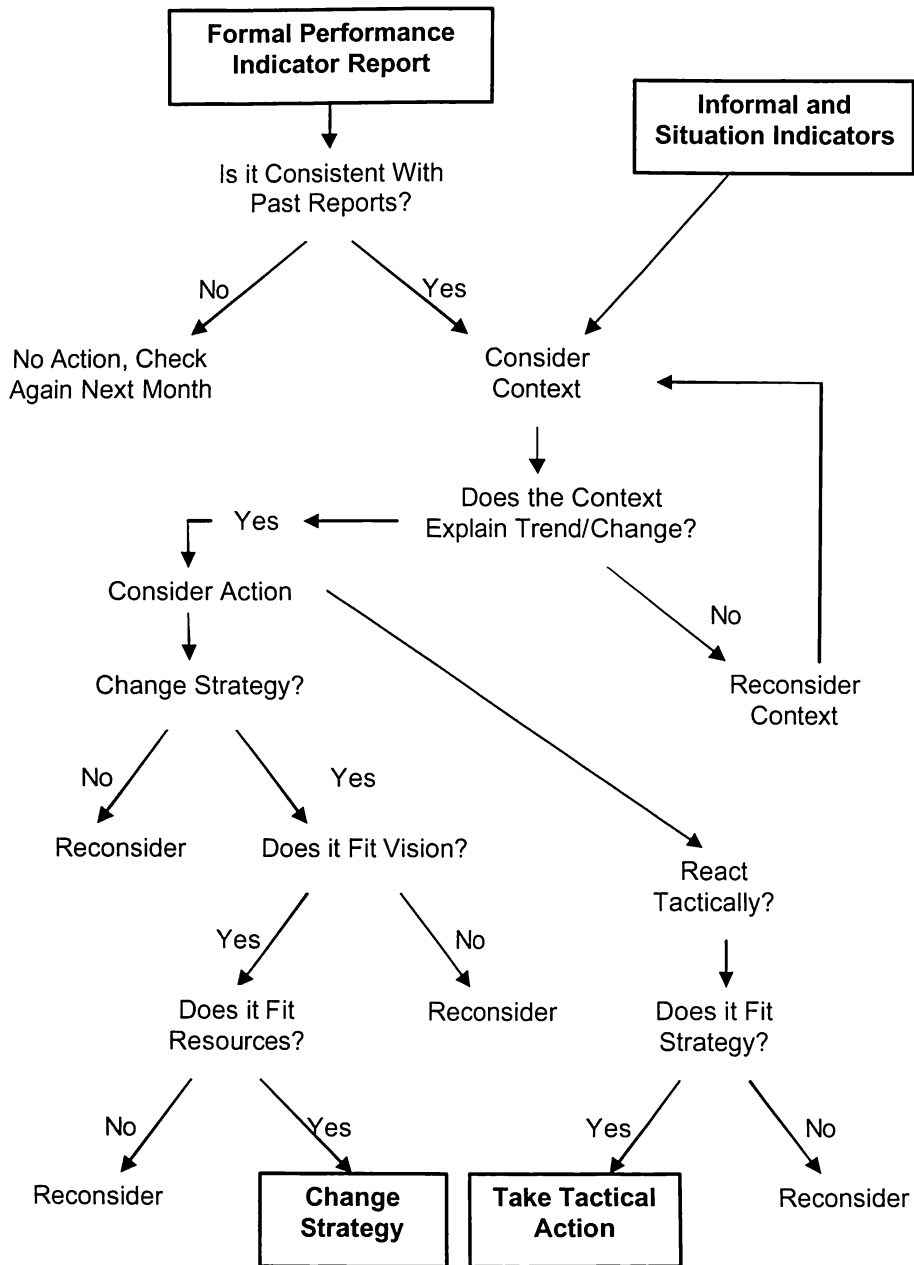 Formal Performance
Indicator Report
Informal and
Situation Indicators
Is it Consistent With
Past Reports?
No
Yes
No Action, Check
Again Next Month
Consider
Context
Does the Context
Explain Trend/Change?
Yes
Consider Action
No
Reconsider
Context
Change Strategy?
No
Yes
Reconsider
Does it Fit Vision?
React
Tactically?
Yes
No
Does it Fit
Resources?
Reconsider
Does it Fit
Strategy?
No
Yes
Yes
No
Reconsider
Change
Strategy
Take Tactical
Action
Reconsider